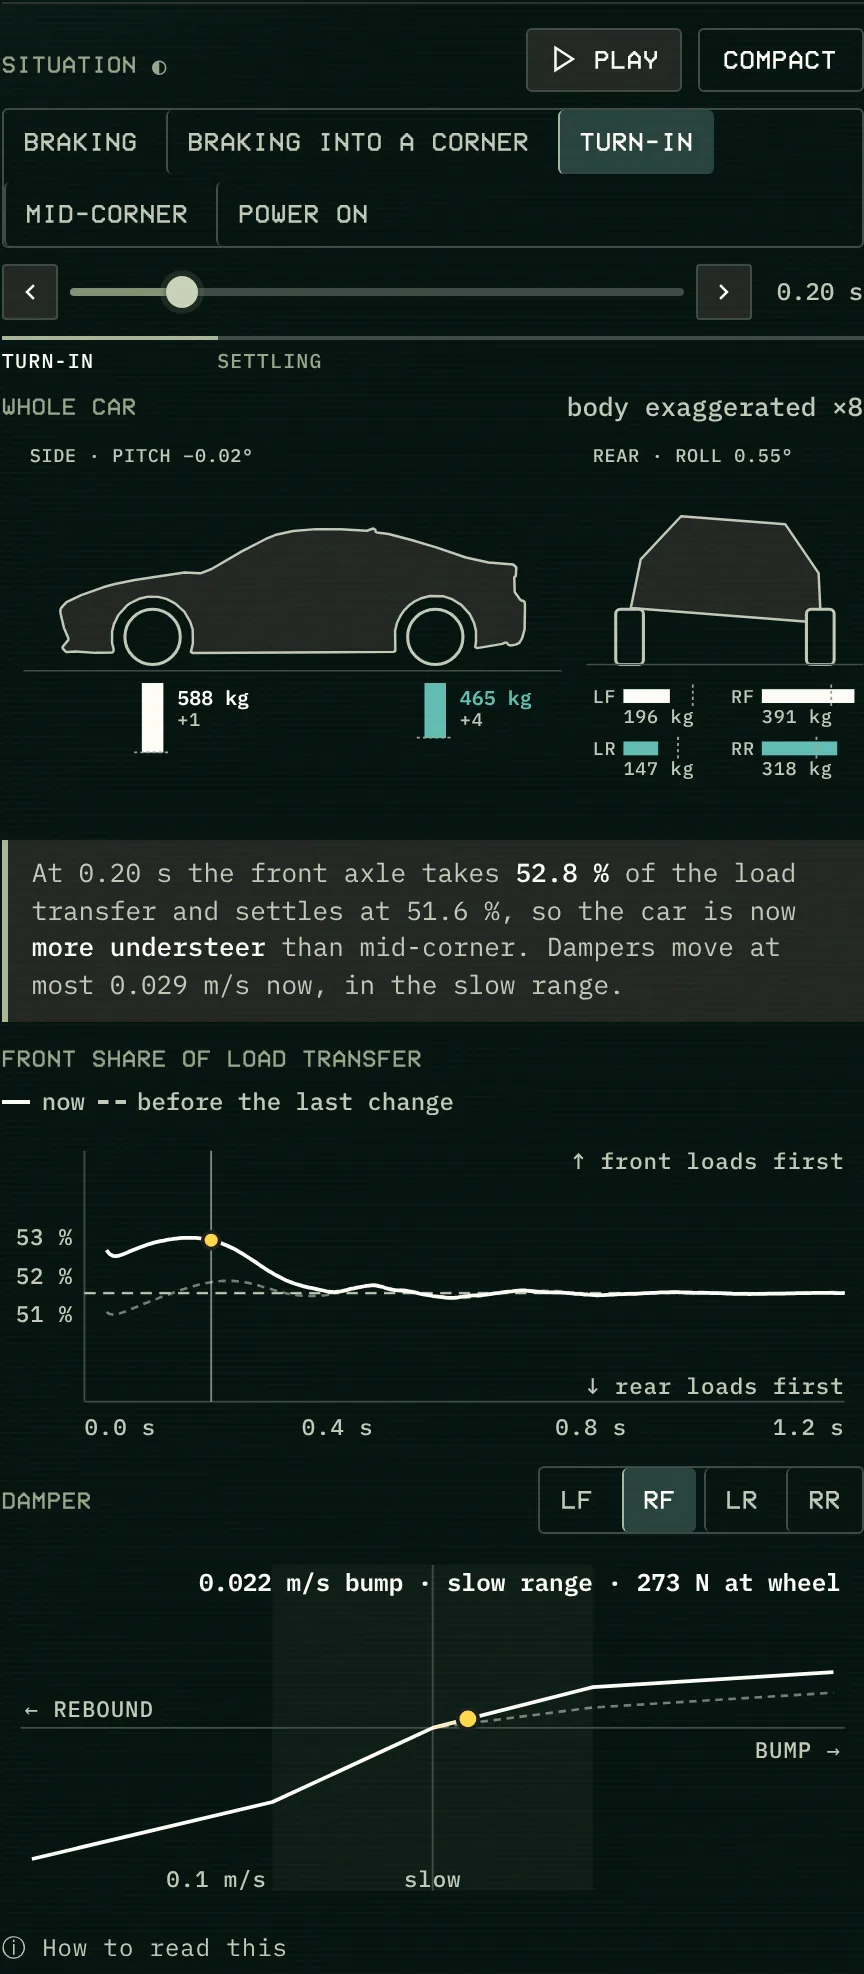 SITUATION ◐
▷ PLAY
COMPACT
BRAKING
BRAKING INTO A CORNER
TURN-IN
MID-CORNER
POWER ON
0.20 s
TURN-IN
SETTLING
WHOLE CAR
body exaggerated ×8
SIDE · PITCH −0.02°
REAR · ROLL 0.55°
588 kg
+1
465 kg
+4
LF
196 kg
RF
391 kg
LR
147 kg
RR
318 kg
At 0.20 s the front axle takes 52.8 % of the load
transfer and settles at 51.6 %, so the car is now
more understeer than mid-corner. Dampers move at
most 0.029 m/s now, in the slow range.
FRONT SHARE OF LOAD TRANSFER
now
before the last change
↑ front loads first
53 %
52 %
51 %
↓ rear loads first
0.0 s
0.4 s
0.8 s
1.2 s
DAMPER
LF
RF
LR
RR
0.022 m/s bump · slow range · 273 N at wheel
← REBOUND
BUMP →
0.1 m/s
slow
ⓘ How to read this